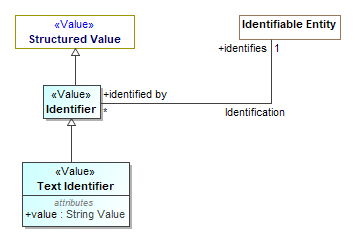 «Value»
Structured Value
Identifiable Entity
+identifies
1
«Value»
Identifier
+identified by
*
Identification
«Value»
Text Identifier
attributes
+value : String Value